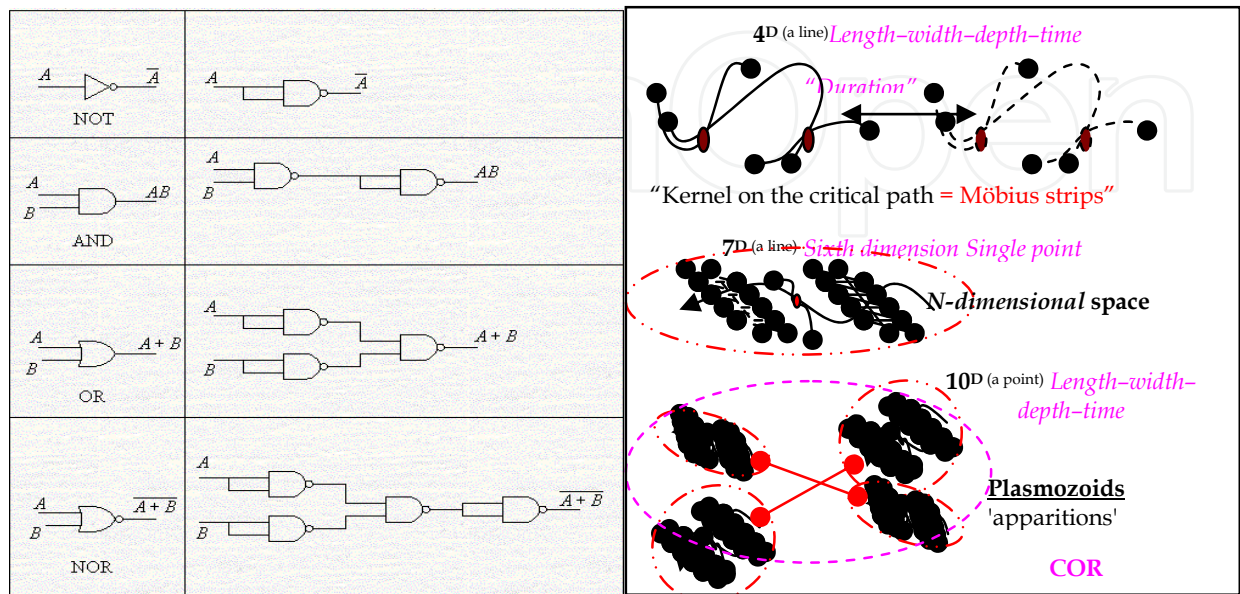 A A̅
NOT
A A̅
A
B AB
AND
A
B AB
A
B A + B
OR
A
B A + B
A
B A̅ ̅+̅ ̅B̅
NOR
A
B A̅ ̅+̅ ̅B̅
4D (a line) Length–width–depth–time
“Duration”
“Kernel on the critical path = Möbius strips”
7D (a line) Sixth dimension Single point
N-dimensional space
10D (a point) Length–width–
depth–time
Plasmozoids
'apparitions'
COR